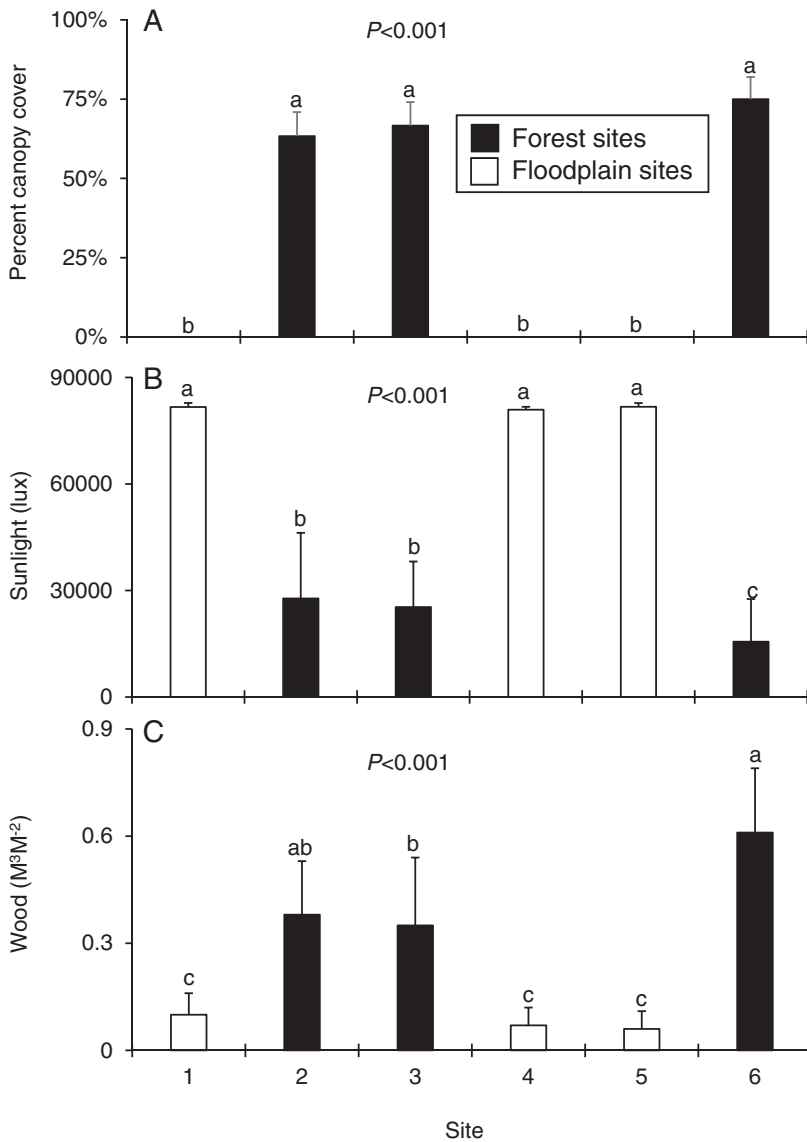 A
P<0.001
100%
75%
50%
25%
0%
Percent canopy cover
b
a
a
b
b
a
Forest sites
Floodplain sites
B
P<0.001
90000
60000
30000
0
Sunlight (lux)
a
b
b
a
a
c
C
P<0.001
0.9
0.6
0.3
0
Wood (M³M⁻²)
c
ab
b
c
c
a
1 2 3 4 5 6
Site